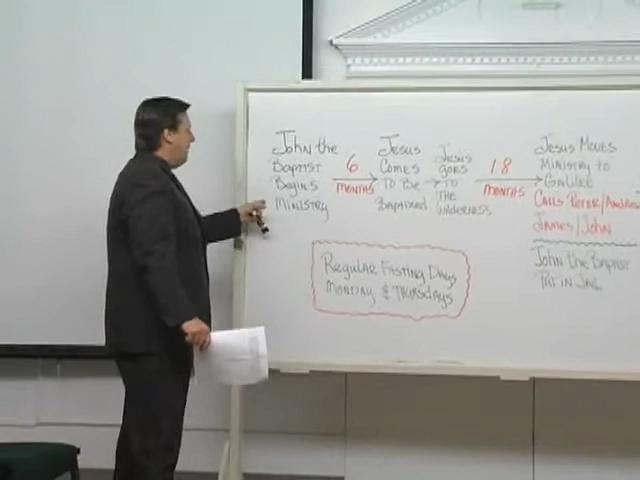 John the
Baptist
Begins
Ministry
6
Months
Jesus
Comes
To Be
Baptized
Jesus
goes
To
The
Wilderness
18
Months
Jesus Moves
Ministry to
Galilee
Calls Peter/Andrew
James/John
John the Baptist
Put in Jail
Regular Fasting Days
Monday & Thursdays